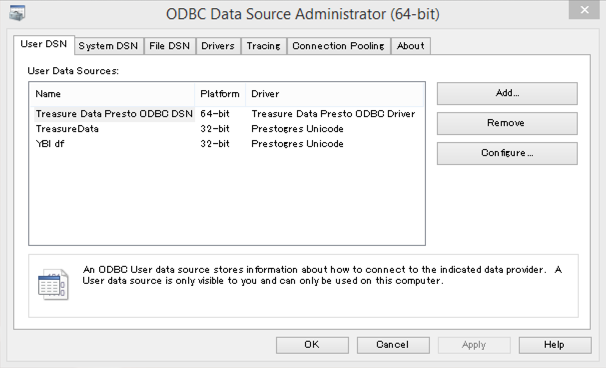 ODBC Data Source Administrator (64-bit)
User DSN System DSN File DSN Drivers Tracing Connection Pooling About
User Data Sources:
Name Platform Driver
Treasure Data Presto ODBC DSN 64-bit Treasure Data Presto ODBC Driver
TreasureData 32-bit Prestogres Unicode
YBI df 32-bit Prestogres Unicode
Add...
Remove
Configure...
An ODBC User data source stores information about how to connect to the indicated data provider. A
User data source is only visible to you and can only be used on this computer.
OK Cancel Apply Help